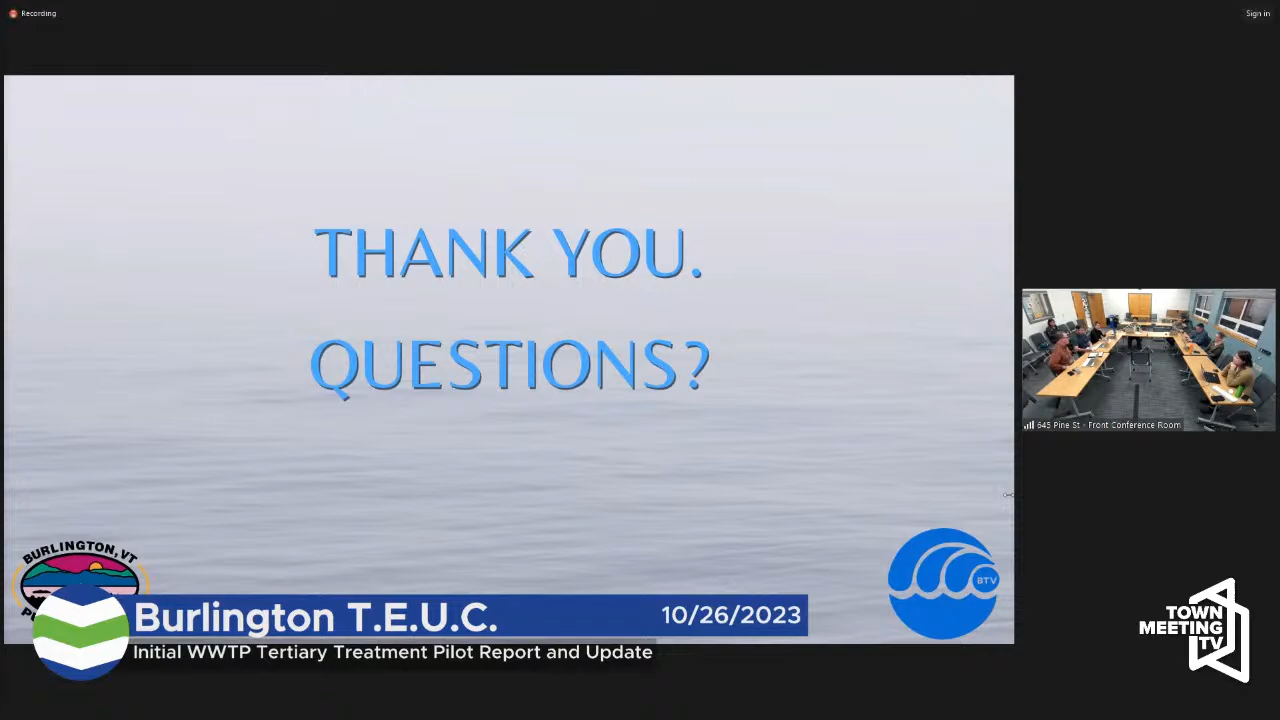 Recording
Sign in
THANK YOU.
QUESTIONS?
645 Pine St - Front Conference Room
BURLINGTON, VT
BTV
Burlington T.E.U.C.
10/26/2023
Initial WWTP Tertiary Treatment Pilot Report and Update
TOWN
MEETING
TV